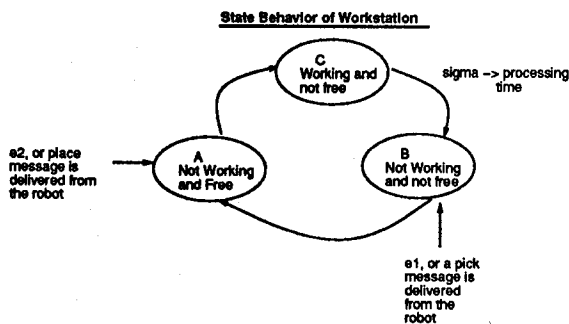 State Behavior of Workstation
C
Working and
not free
sigma -> processing
time
e2, or place
message is
delivered from
the robot
A
Not Working
and Free
B
Not Working
and not free
e1, or a pick
message is
delivered
from the
robot